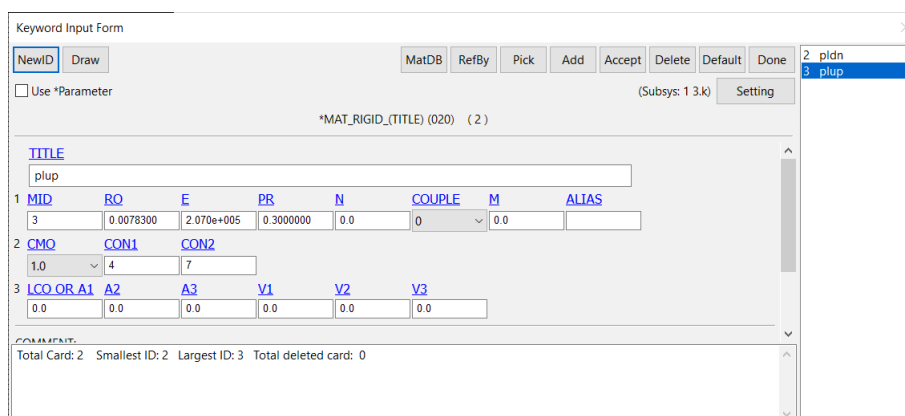 Keyword Input Form
NewID Draw MatDB RefBy Pick Add Accept Delete Default Done
2 pldn
3 plup
Use *Parameter (Subsys: 1 3.k) Setting
*MAT_RIGID_(TITLE) (020) (2)
TITLE
plup
1 MID RO E PR N COUPLE M ALIAS
3 0.0078300 2.070e+005 0.3000000 0.0 0 0.0
2 CMO CON1 CON2
1.0 4 7
3 LCO OR A1 A2 A3 V1 V2 V3
0.0 0.0 0.0 0.0 0.0 0.0
COMMENT:
Total Card: 2 Smallest ID: 2 Largest ID: 3 Total deleted card: 0